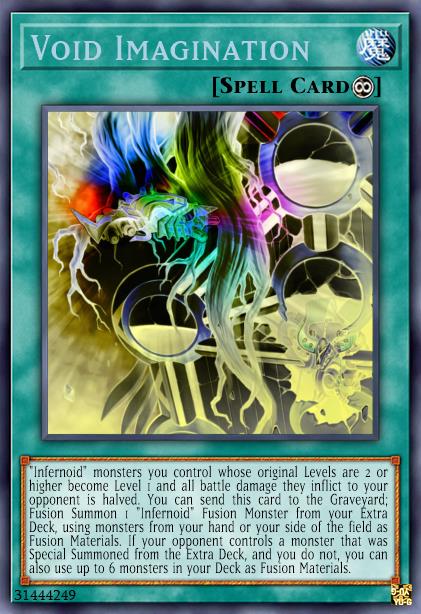 Void Imagination
魔
[Spell Card]
"Infernoid" monsters you control whose original Levels are 2 or
higher become Level 1 and all battle damage they inflict to your
opponent is halved. You can send this card to the Graveyard;
Fusion Summon 1 "Infernoid" Fusion Monster from your Extra
Deck, using monsters from your hand or your side of the field as
Fusion Materials. If your opponent controls a monster that was
Special Summoned from the Extra Deck, and you do not, you can
also use up to 6 monsters in your Deck as Fusion Materials.
31444249